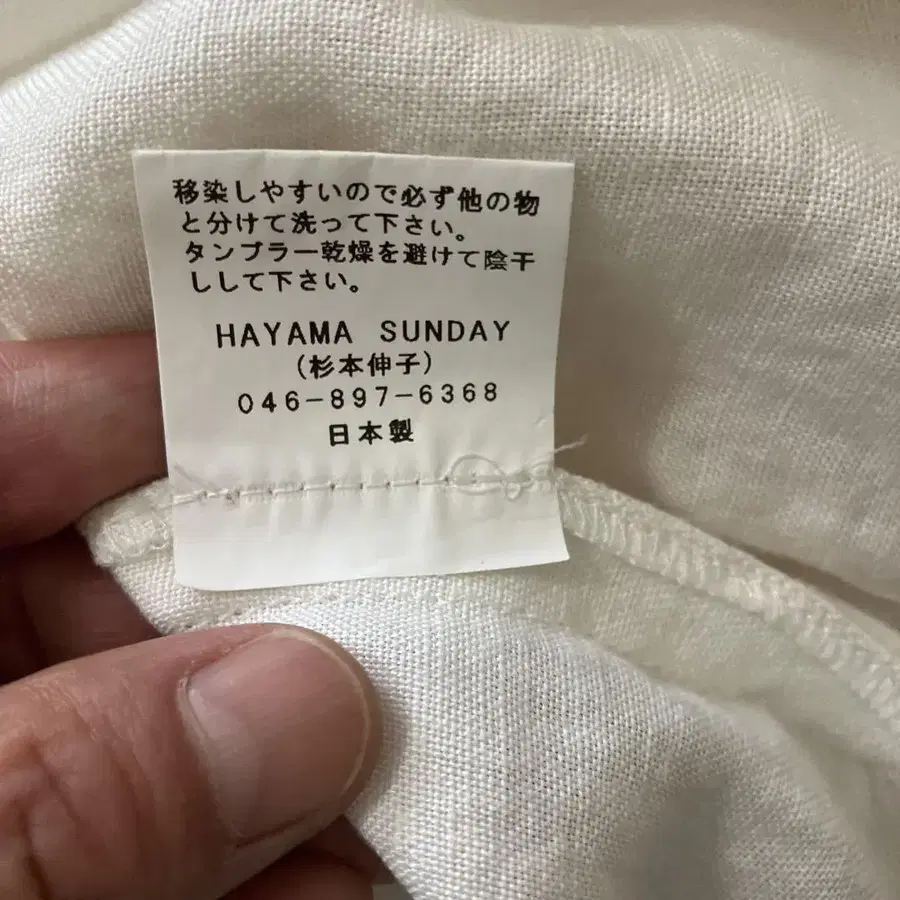 移染しやすいので必ず他の物
と分けて洗って下さい。
タンブラー乾燥を避けて陰干
ししして下さい。
HAYAMA SUNDAY
(杉本伸子)
046-897-6368
日本製